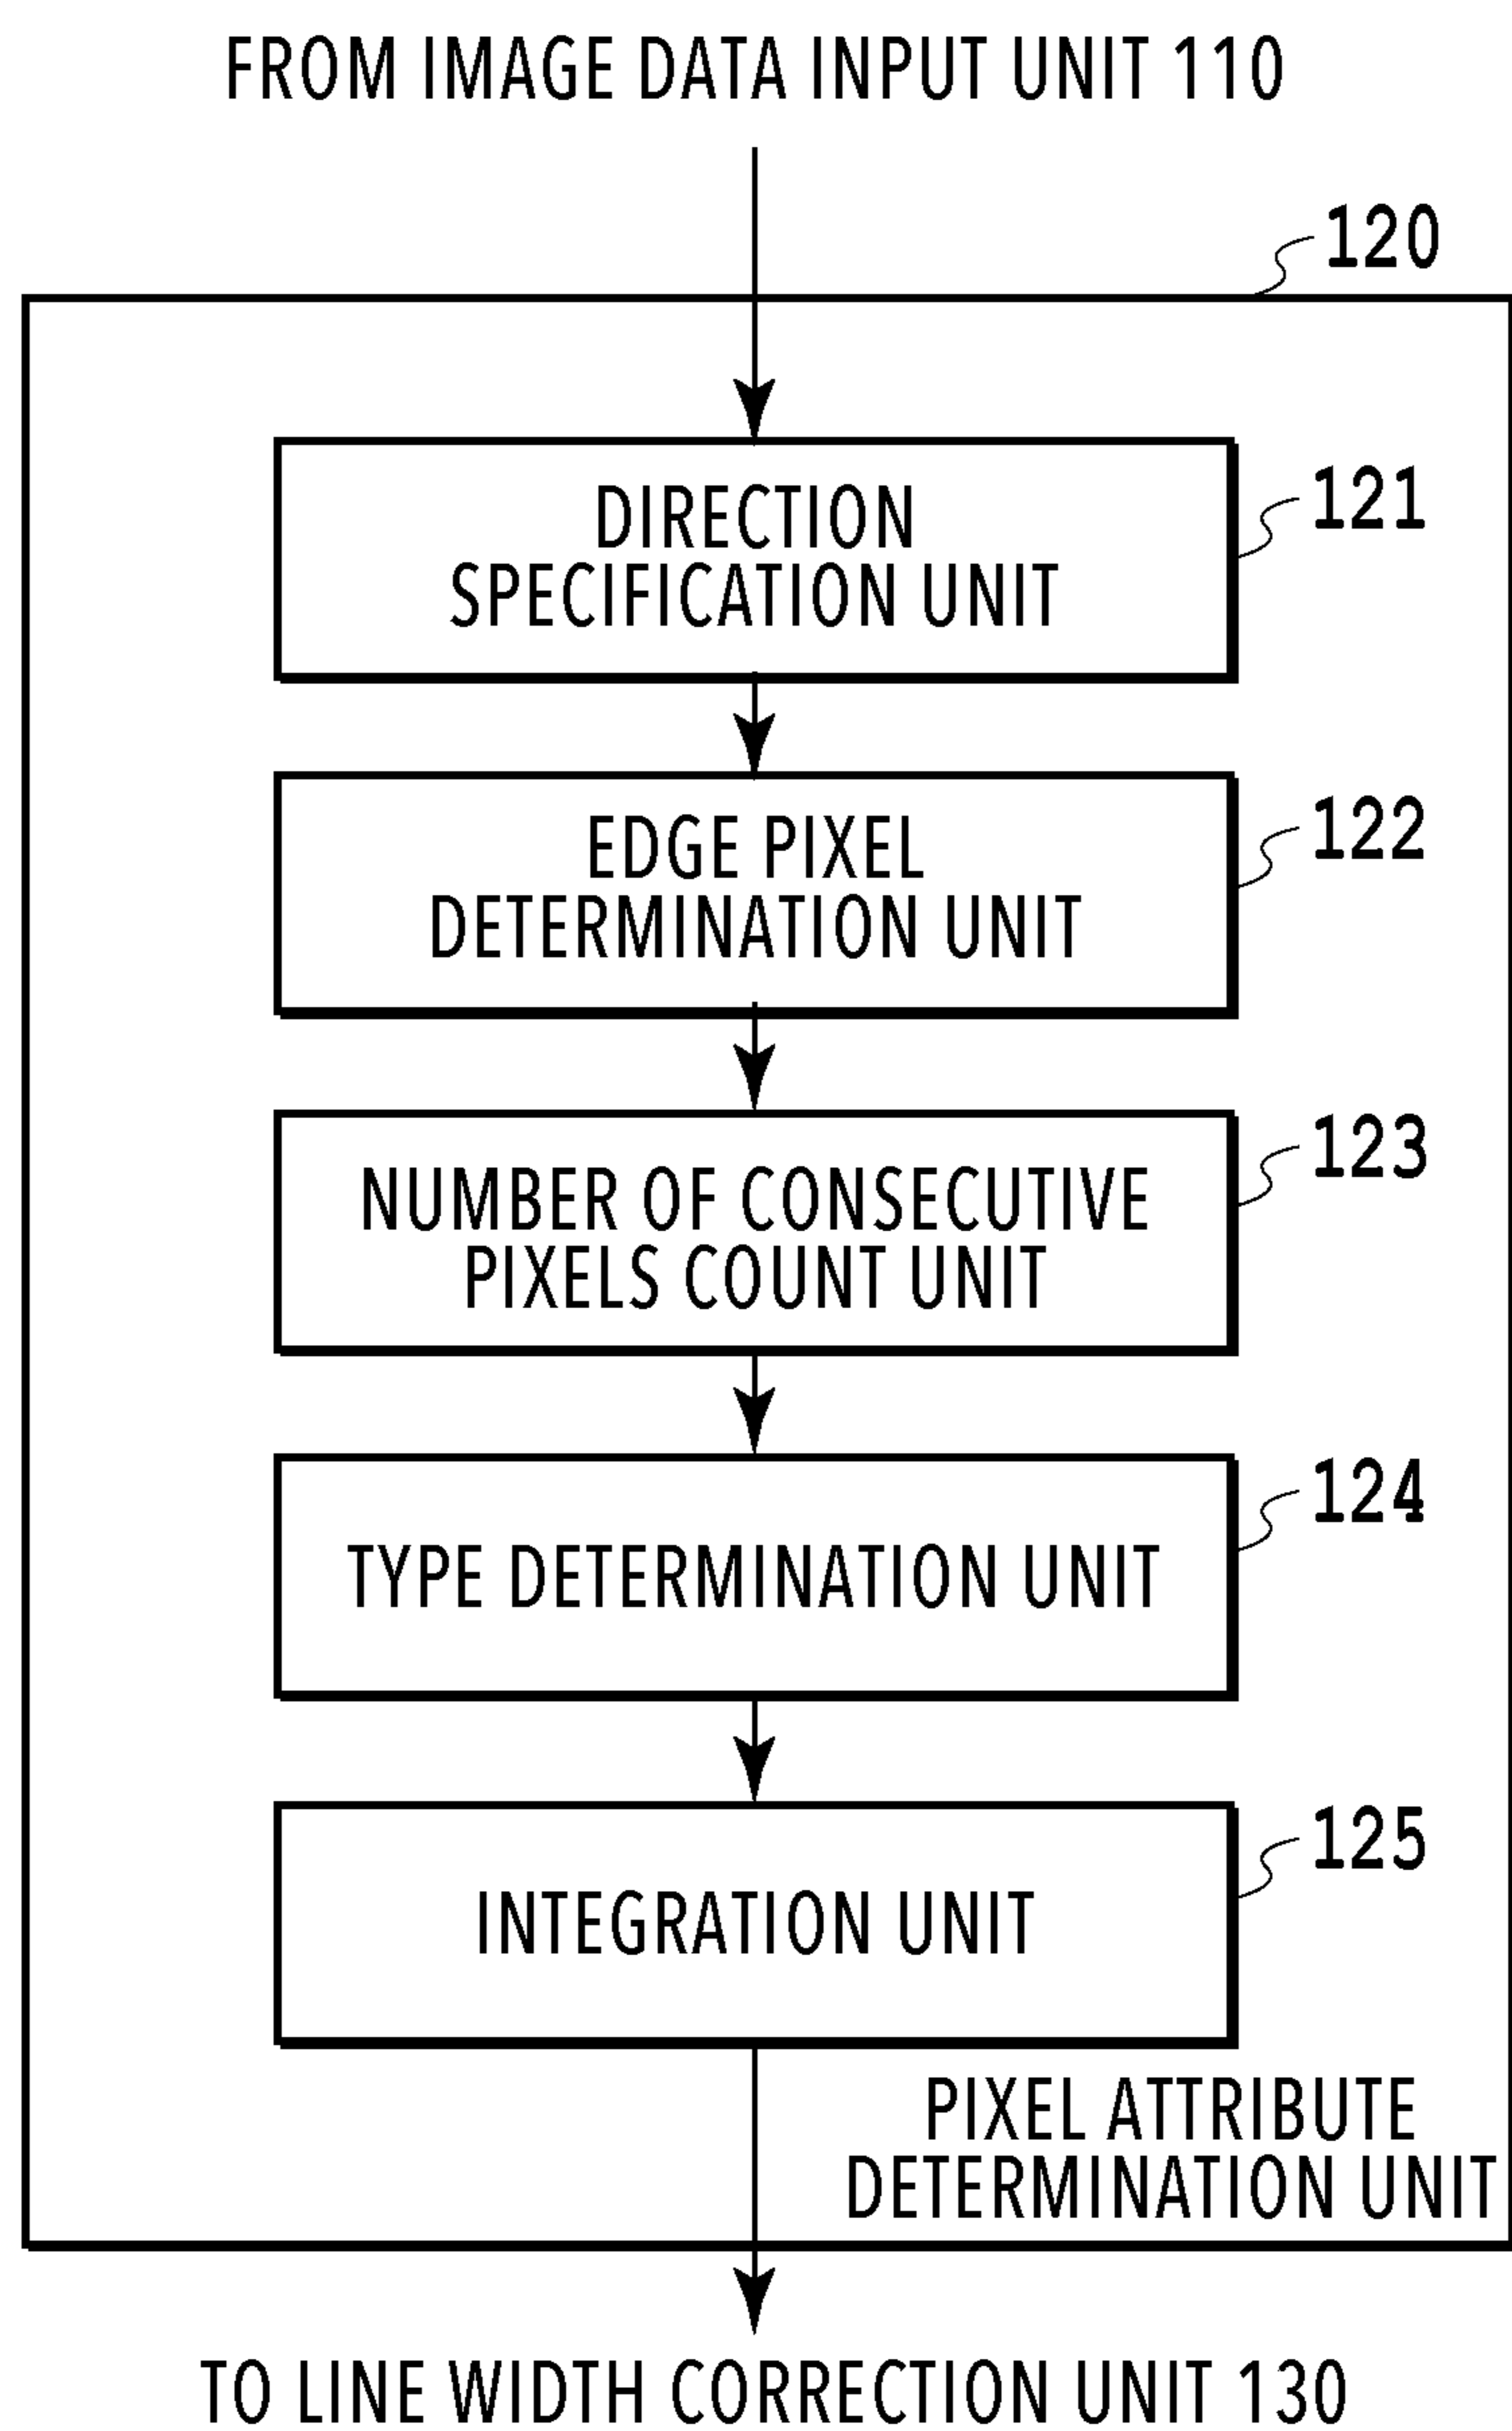 FROM IMAGE DATA INPUT UNIT 110
120
DIRECTION
SPECIFICATION UNIT
121
EDGE PIXEL
DETERMINATION UNIT
122
NUMBER OF CONSECUTIVE
PIXELS COUNT UNIT
123
TYPE DETERMINATION UNIT
124
INTEGRATION UNIT
125
PIXEL ATTRIBUTE
DETERMINATION UNIT
TO LINE WIDTH CORRECTION UNIT 130